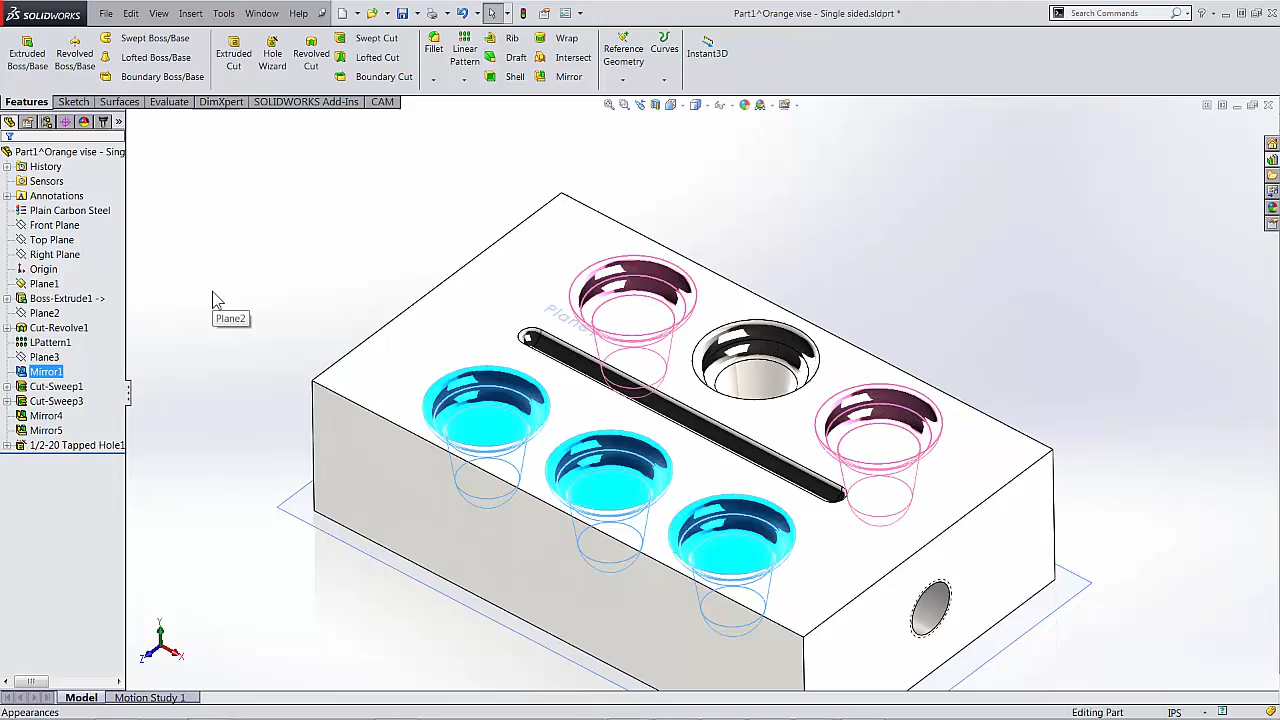 SOLIDWORKS File Edit View Insert Tools Window Help Part1^Orange vise - Single sided.sldprt * Search Commands
Extruded Boss/Base
Revolved Boss/Base
Swept Boss/Base
Lofted Boss/Base
Boundary Boss/Base
Extruded Cut
Hole Wizard
Revolved Cut
Swept Cut
Lofted Cut
Boundary Cut
Fillet
Linear Pattern
Rib
Draft
Shell
Wrap
Intersect
Mirror
Reference Geometry
Curves
Instant3D
Features Sketch Surfaces Evaluate DimXpert SOLIDWORKS Add-Ins CAM
Part1^Orange vise - Sing
History
Sensors
Annotations
Plain Carbon Steel
Front Plane
Top Plane
Right Plane
Origin
Plane1
Boss-Extrude1 ->
Plane2
Cut-Revolve1
LPattern1
Plane3
Mirror1
Cut-Sweep1
Cut-Sweep3
Mirror4
Mirror5
1/2-20 Tapped Hole1
Plane2
Y
Z
X
Model Motion Study 1
Appearances Editing Part IPS